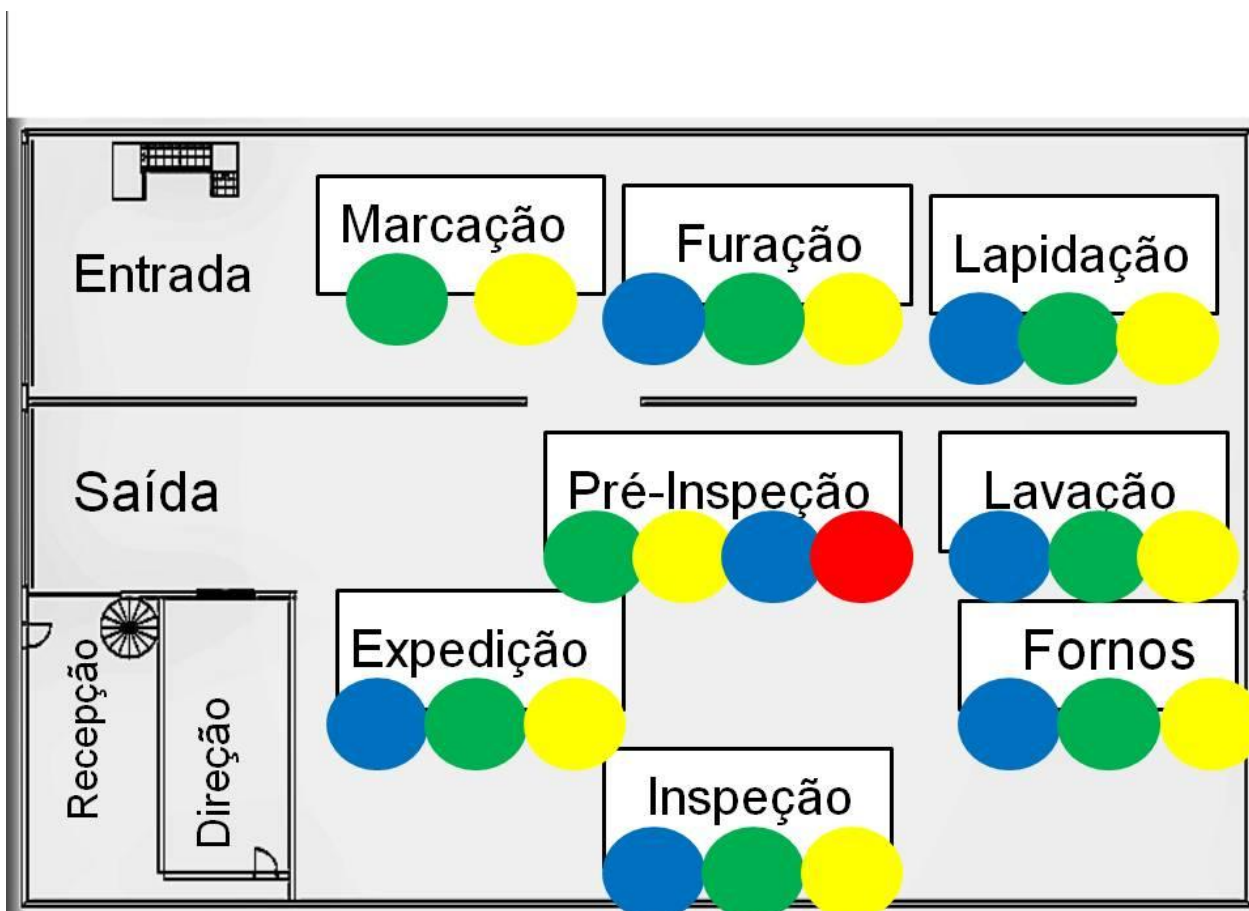 Marcação
Furação
Lapidação
Entrada
Pré-Inspeção
Lavação
Saída
Expedição
Fornos
Recepção
Direção
Inspeção